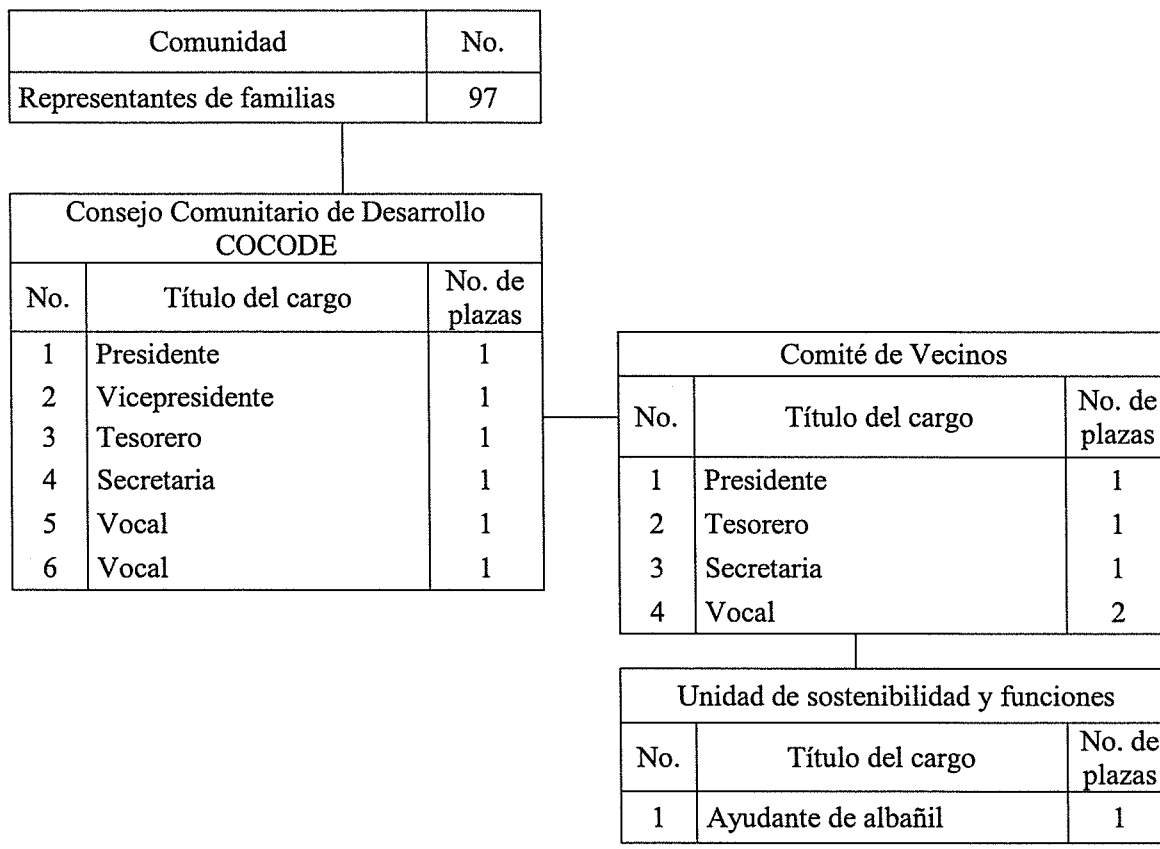 Comunidad No.
Representantes de familias 97
Consejo Comunitario de Desarrollo
COCODE
No. Título del cargo No. de
plazas
1 Presidente 1
2 Vicepresidente 1
3 Tesorero 1
4 Secretaria 1
5 Vocal 1
6 Vocal 1
Comité de Vecinos
No. Título del cargo No. de
plazas
1 Presidente 1
2 Tesorero 1
3 Secretaria 1
4 Vocal 2
Unidad de sostenibilidad y funciones
No. Título del cargo No. de
plazas
1 Ayudante de albañil 1